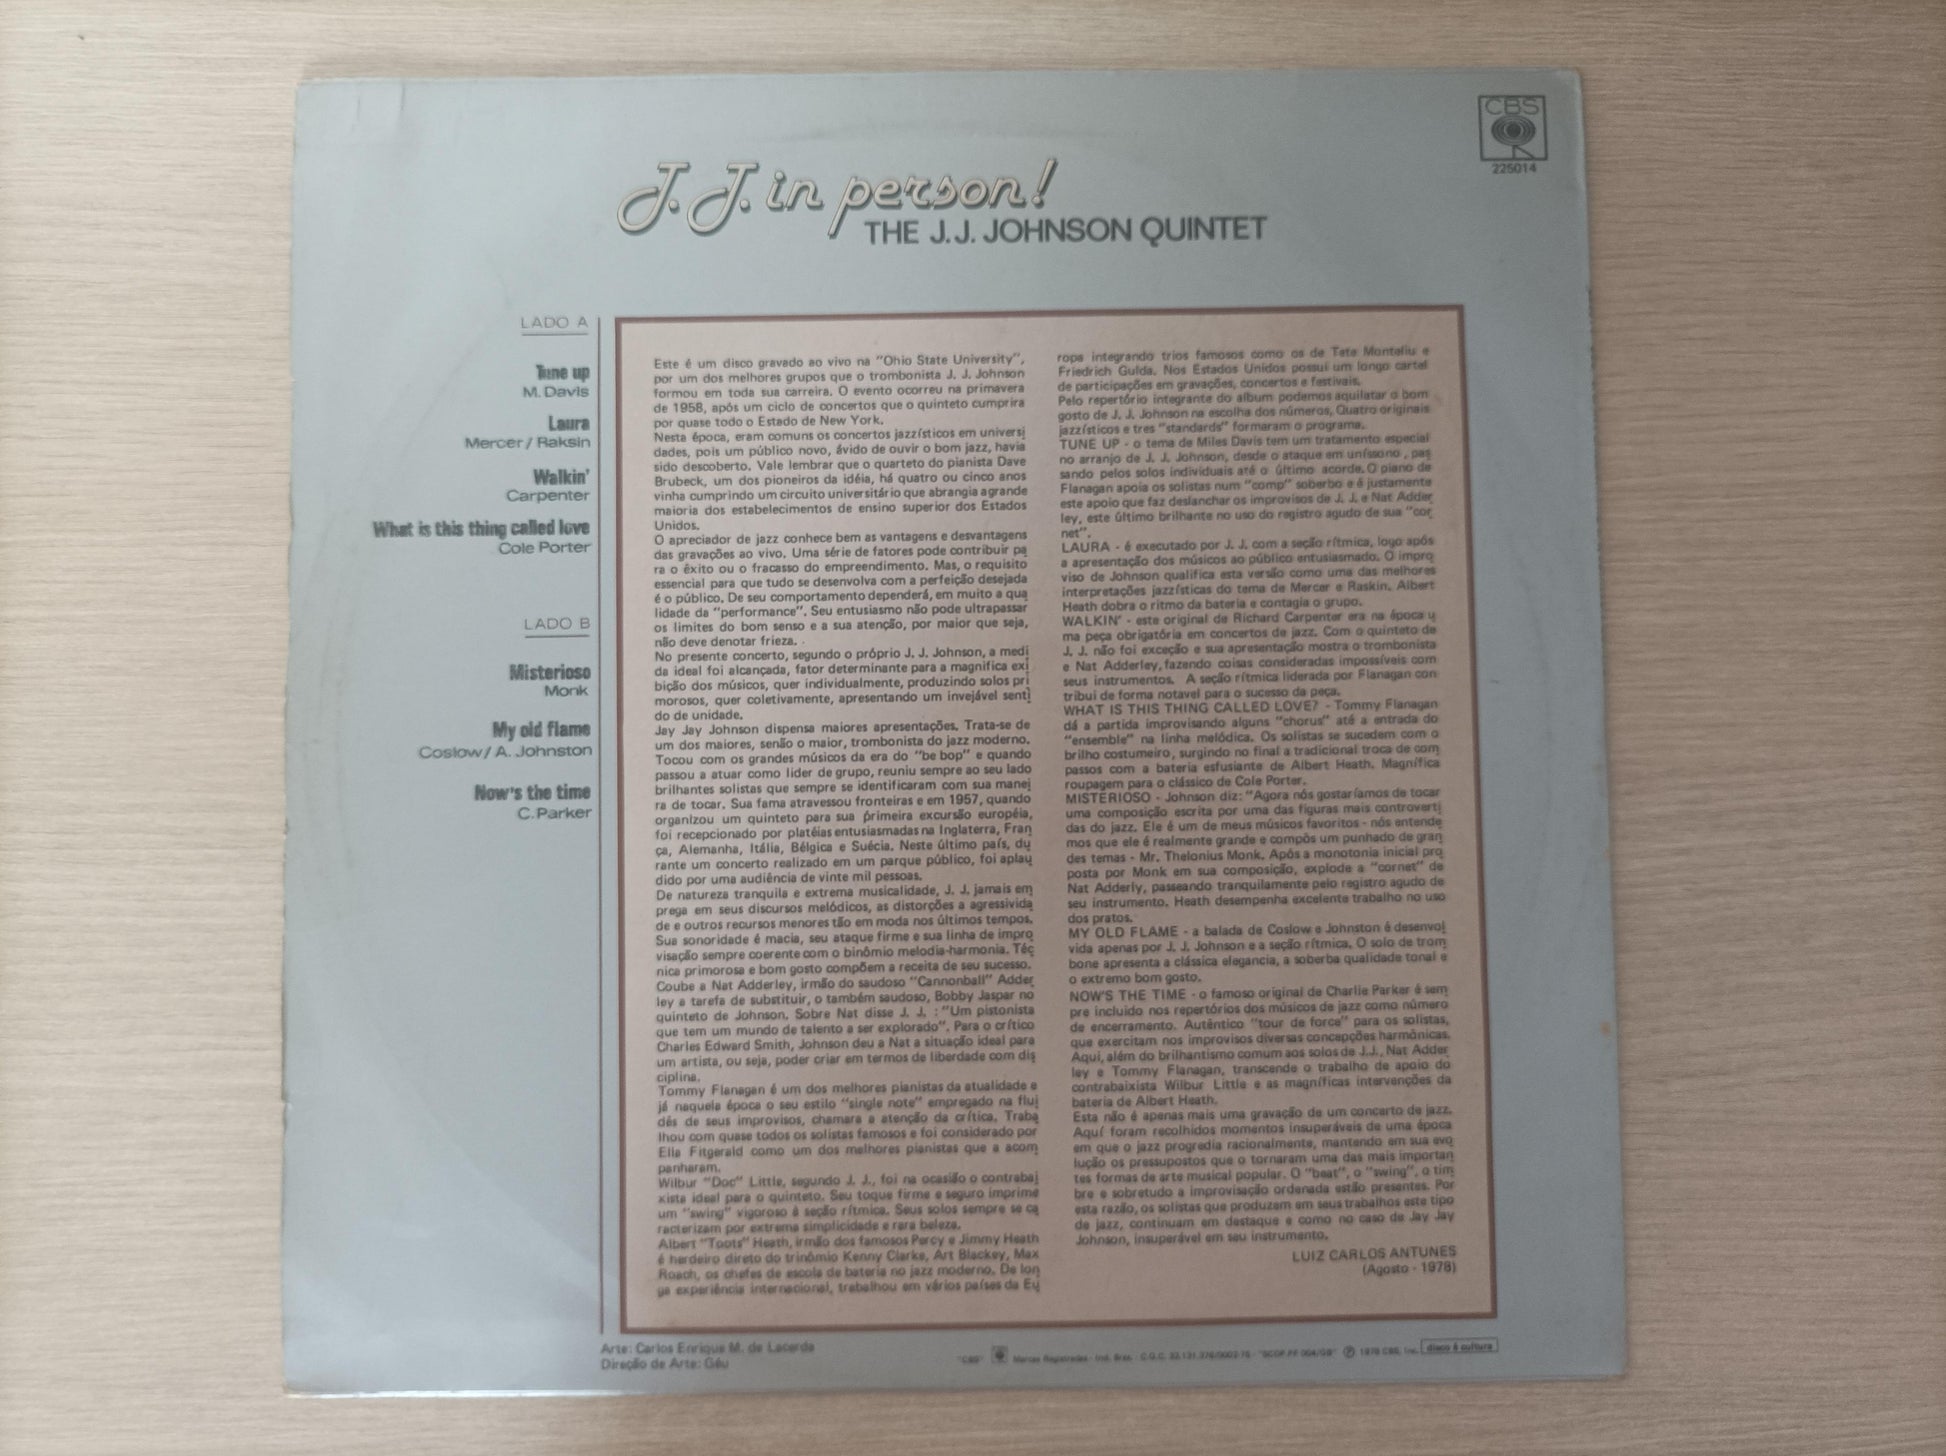 CBS
225014
J.J. in person!
THE J.J. JOHNSON QUINTET
LADO A
Tune up
M. Davis
Laura
Mercer / Raksin
Walkin'
Carpenter
What is this thing called love
Cole Porter
LADO B
Misterioso
Monk
My old flame
Coslow / A. Johnston
Now's the time
C. Parker
Este é um disco gravado ao vivo na "Ohio State University",
por um dos melhores grupos que o trombonista J. J. Johnson
formou em toda sua carreira. O evento ocorreu na primavera
de 1958, após um ciclo de concertos que o quinteto cumprira
por quase todo o Estado de New York.
Nesta época, eram comuns os concertos jazzísticos em universi
dades, pois um público novo, ávido de ouvir o bom jazz, havia
sido descoberto. Vale lembrar que o quarteto do pianista Dave
Brubeck, um dos pioneiros da idéia, há quatro ou cinco anos
vinha cumprindo um circuito universitário que abrangia a grande
maioria dos estabelecimentos de ensino superior dos Estados
Unidos.
O apreciador de jazz conhece bem as vantagens e desvantagens
das gravações ao vivo. Uma série de fatores pode contribuir pa
ra o êxito ou o fracasso do empreendimento. Mas, o requisito
essencial para que tudo se desenvolva com a perfeição desejada
é o público. De seu comportamento dependerá, em muito a qua
lidade da "performance". Seu entusiasmo não pode ultrapassar
os limites do bom senso e a sua atenção, por maior que seja,
não deve denotar frieza.
No presente concerto, segundo o próprio J. J. Johnson, a medi
da ideal foi alcançada, fator determinante para a magnifica exi
bição dos músicos, quer individualmente, produzindo solos pri
morosos, quer coletivamente, apresentando um invejável senti
do de unidade.
Jay Jay Johnson dispensa maiores apresentações. Trata-se de
um dos maiores, senão o maior, trombonista do jazz moderno.
Tocou com os grandes músicos da era do "be bop" e quando
passou a atuar como lider de grupo, reuniu sempre ao seu lado
brilhantes solistas que sempre se identificaram com sua manei
ra de tocar. Sua fama atravessou fronteiras e em 1957, quando
organizou um quinteto para sua primeira excursão européia,
foi recepcionado por platéias entusiasmadas na Inglaterra, Fran
ça, Alemanha, Itália, Bélgica e Suécia. Neste último país, du
rante um concerto realizado em um parque público, foi aplau
dido por uma audiência de vinte mil pessoas.
De natureza tranquila e extrema musicalidade, J. J. jamais em
prega em seus discursos melódicos, as distorções a agressivida
de e outros recursos menores tão em moda nos últimos tempos.
Sua sonoridade é macia, seu ataque firme e sua linha de impro
visação sempre coerente com o binômio melodia-harmonia. Téc
nica primorosa e bom gosto compõem a receita de seu sucesso.
Coube a Nat Adderley, irmão do saudoso "Cannonball" Adder
ley a tarefa de substituir, o também saudoso, Bobby Jaspar no
quinteto de Johnson. Sobre Nat disse J. J. : "Um pistonista
que tem um mundo de talento a ser explorado". Para o crítico
Charles Edward Smith, Johnson deu a Nat a situação ideal para
um artista, ou seja, poder criar em termos de liberdade com dis
ciplina.
Tommy Flanagan é um dos melhores pianistas da atualidade e
já naquela época o seu estilo "single note" empregado na flui
dês de seus improvisos, chamara a atenção da crítica. Traba
lhou com quase todos os solistas famosos e foi considerado por
Ella Fitgerald como um dos melhores pianistas que a acom
panharam.
Wilbur "Doc" Little, segundo J. J., foi na ocasião o contrabai
xista ideal para o quinteto. Seu toque firme e seguro imprime
um "swing" vigoroso à seção rítmica. Seus solos sempre se ca
racterizam por extrema simplicidade e rara beleza.
Albert "Toots" Heath, irmão dos famosos Percy e Jimmy Heath
é herdeiro direto do trinômio Kenny Clarke, Art Blackey, Max
Roach, os chefes de escola de bateria no jazz moderno. De lon
ga experiência internacional, trabalhou em vários países da Eu
ropa integrando trios famosos como os de Tete Monteliu e
Friedrich Gulda. Nos Estados Unidos possui um longo cartel
de participações em gravações, concertos e festivais.
Pelo repertório integrante do album podemos aquilatar o bom
gosto de J. J. Johnson na escolha dos números, Quatro originais
jazzísticos e tres "standards" formaram o programa.
TUNE UP - o tema de Miles Davis tem um tratamento especial
no arranjo de J. J. Johnson, desde o ataque em uníssono , pas
sando pelos solos individuais até o último acorde. O piano de
Flanagan apoia os solistas num "comp" soberbo e é justamente
este apoio que faz deslanchar os improvisos de J. J. e Nat Adder
ley, este último brilhante no uso do registro agudo de sua "cor
net".
LAURA - é executado por J. J. com a seção rítmica, logo após
a apresentação dos músicos ao público entusiasmado. O impro
viso de Johnson qualifica esta versão como uma das melhores
interpretações jazzísticas do tema de Mercer e Raskin. Albert
Heath dobra o ritmo da bateria e contagia o grupo.
WALKIN' - este original de Richard Carpenter era na época u
ma peça obrigatória em concertos de jazz. Com o quinteto de
J. J. não foi exceção e sua apresentação mostra o trombonista
e Nat Adderley, fazendo coisas consideradas impossíveis com
seus instrumentos. A seção rítmica liderada por Flanagan con
tribui de forma notavel para o sucesso da peça.
WHAT IS THIS THING CALLED LOVE? - Tommy Flanagan
dá a partida improvisando alguns "chorus" até a entrada do
"ensemble" na linha melódica. Os solistas se sucedem com o
brilho costumeiro, surgindo no final a tradicional troca de com
passos com a bateria esfusiante de Albert Heath. Magnífica
roupagem para o clássico de Cole Porter.
MISTERIOSO - Johnson diz: "Agora nós gostaríamos de tocar
uma composição escrita por uma das figuras mais controverti
das do jazz. Ele é um de meus músicos favoritos - nós entende
mos que ele é realmente grande e compôs um punhado de gran
des temas - Mr. Thelonius Monk. Após a monotonia inicial pro
posta por Monk em sua composição, explode a "cornet" de
Nat Adderly, passeando tranquilamente pelo registro agudo de
seu instrumento. Heath desempenha excelente trabalho no uso
dos pratos.
MY OLD FLAME - a balada de Coslow e Johnston é desenvol
vida apenas por J. J. Johnson e a seção rítmica. O solo de trom
bone apresenta a clássica elegancia, a soberba qualidade tonal e
o extremo bom gosto.
NOW'S THE TIME - o famoso original de Charlie Parker é sem
pre incluido nos repertórios dos músicos de jazz como número
de encerramento. Autêntico "tour de force" para os solistas,
que exercitam nos improvisos diversas concepções harmônicas.
Aqui, além do brilhantismo comum aos solos de J.J., Nat Adder
ley e Tommy Flanagan, transcende o trabalho de apoio do
contrabaixista Wilbur Little e as magníficas intervenções da
bateria de Albert Heath.
Esta não é apenas mais uma gravação de um concerto de jazz.
Aquí foram recolhidos momentos insuperáveis de uma época
em que o jazz progredia racionalmente, mantendo em sua evo
lução os pressupostos que o tornaram uma das mais importan
tes formas de arte musical popular. O "beat", o "swing", o tim
bre e sobretudo a improvisação ordenada estão presentes. Por
esta razão, os solistas que produzem em seus trabalhos este tipo
de jazz, continuam em destaque e como no caso de Jay Jay
Johnson, insuperável em seu instrumento.
LUIZ CARLOS ANTUNES
(Agosto - 1978)
Arte: Carlos Enrique M. de Lacerda
Direção de Arte: Géu
"CBS" Marcas Registradas - Ind. Bras. - C.G.C. ℗ 1978 CBS, Inc. disco é cultura